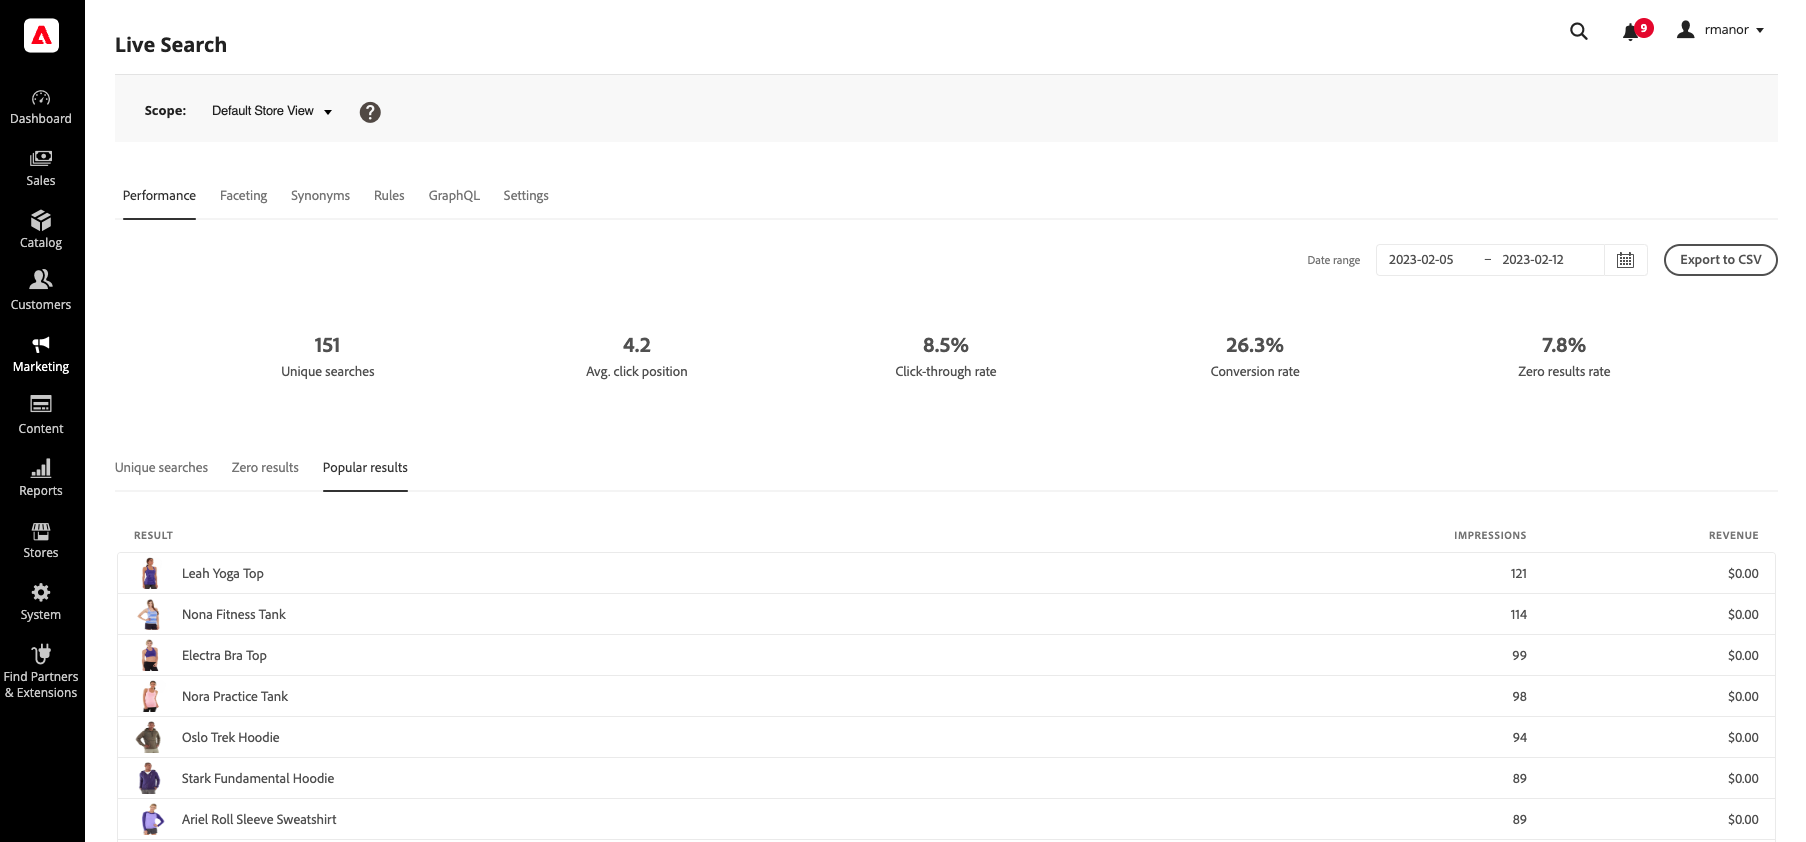 Live Search
9
rmanor
Scope:
Default Store View
?
Dashboard
Sales
Catalog
Customers
Marketing
Content
Reports
Stores
System
Find Partners
& Extensions
Performance
Faceting
Synonyms
Rules
GraphQL
Settings
Date range
2023-02-05 – 2023-02-12
Export to CSV
151
Unique searches
4.2
Avg. click position
8.5%
Click-through rate
26.3%
Conversion rate
7.8%
Zero results rate
Unique searches
Zero results
Popular results
RESULT IMPRESSIONS REVENUE
Leah Yoga Top 121 $0.00
Nona Fitness Tank 114 $0.00
Electra Bra Top 99 $0.00
Nora Practice Tank 98 $0.00
Oslo Trek Hoodie 94 $0.00
Stark Fundamental Hoodie 89 $0.00
Ariel Roll Sleeve Sweatshirt 89 $0.00